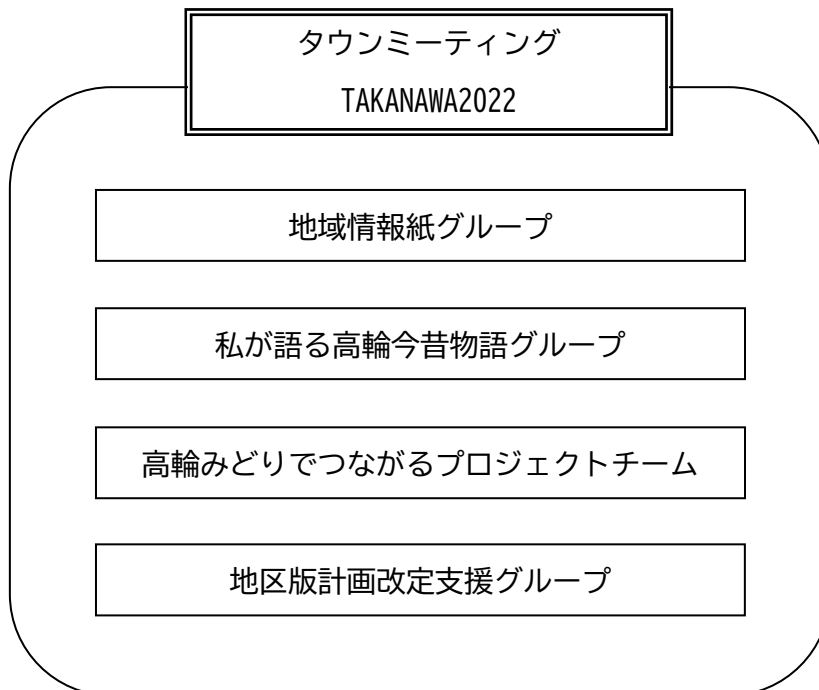 タウンミーティング
TAKANAWA2022
地域情報紙グループ
私が語る高輪今昔物語グループ
高輪みどりでつながるプロジェクトチーム
地区版計画改定支援グループ